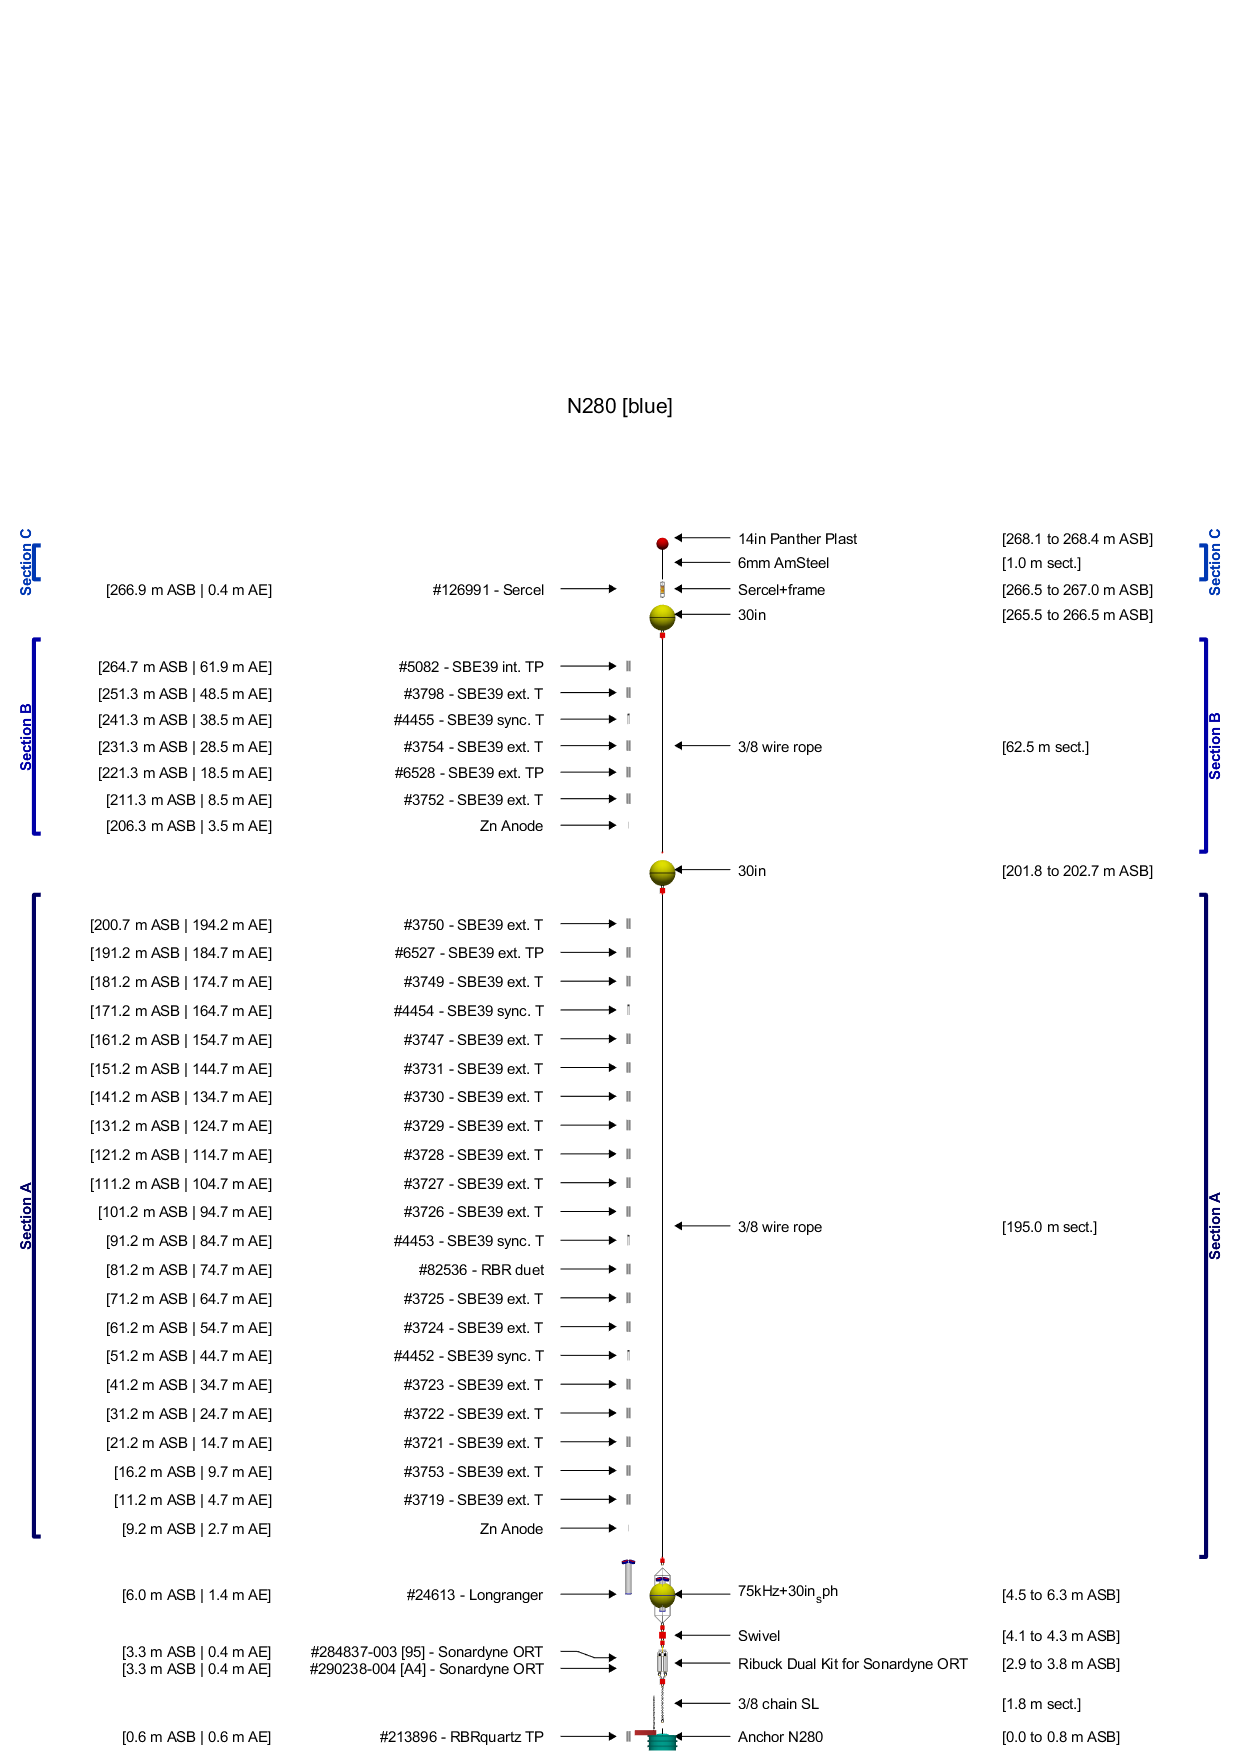 N280 [blue]
Section C
Section C
14in Panther Plast [268.1 to 268.4 m ASB]
6mm AmSteel [1.0 m sect.]
[266.9 m ASB | 0.4 m AE] #126991 - Sercel Sercel+frame [266.5 to 267.0 m ASB]
30in [265.5 to 266.5 m ASB]
Section B
Section B
[264.7 m ASB | 61.9 m AE] #5082 - SBE39 int. TP
[251.3 m ASB | 48.5 m AE] #3798 - SBE39 ext. T
[241.3 m ASB | 38.5 m AE] #4455 - SBE39 sync. T
[231.3 m ASB | 28.5 m AE] #3754 - SBE39 ext. T 3/8 wire rope [62.5 m sect.]
[221.3 m ASB | 18.5 m AE] #6528 - SBE39 ext. TP
[211.3 m ASB | 8.5 m AE] #3752 - SBE39 ext. T
[206.3 m ASB | 3.5 m AE] Zn Anode
30in [201.8 to 202.7 m ASB]
Section A
Section A
[200.7 m ASB | 194.2 m AE] #3750 - SBE39 ext. T
[191.2 m ASB | 184.7 m AE] #6527 - SBE39 ext. TP
[181.2 m ASB | 174.7 m AE] #3749 - SBE39 ext. T
[171.2 m ASB | 164.7 m AE] #4454 - SBE39 sync. T
[161.2 m ASB | 154.7 m AE] #3747 - SBE39 ext. T
[151.2 m ASB | 144.7 m AE] #3731 - SBE39 ext. T
[141.2 m ASB | 134.7 m AE] #3730 - SBE39 ext. T
[131.2 m ASB | 124.7 m AE] #3729 - SBE39 ext. T
[121.2 m ASB | 114.7 m AE] #3728 - SBE39 ext. T
[111.2 m ASB | 104.7 m AE] #3727 - SBE39 ext. T
[101.2 m ASB | 94.7 m AE] #3726 - SBE39 ext. T
3/8 wire rope [195.0 m sect.]
[91.2 m ASB | 84.7 m AE] #4453 - SBE39 sync. T
[81.2 m ASB | 74.7 m AE] #82536 - RBR duet
[71.2 m ASB | 64.7 m AE] #3725 - SBE39 ext. T
[61.2 m ASB | 54.7 m AE] #3724 - SBE39 ext. T
[51.2 m ASB | 44.7 m AE] #4452 - SBE39 sync. T
[41.2 m ASB | 34.7 m AE] #3723 - SBE39 ext. T
[31.2 m ASB | 24.7 m AE] #3722 - SBE39 ext. T
[21.2 m ASB | 14.7 m AE] #3721 - SBE39 ext. T
[16.2 m ASB | 9.7 m AE] #3753 - SBE39 ext. T
[11.2 m ASB | 4.7 m AE] #3719 - SBE39 ext. T
[9.2 m ASB | 2.7 m AE] Zn Anode
[6.0 m ASB | 1.4 m AE] #24613 - Longranger 75kHz+30in_sph [4.5 to 6.3 m ASB]
Swivel [4.1 to 4.3 m ASB]
[3.3 m ASB | 0.4 m AE] #284837-003 [95] - Sonardyne ORT
[3.3 m ASB | 0.4 m AE] #290238-004 [A4] - Sonardyne ORT Ribuck Dual Kit for Sonardyne ORT [2.9 to 3.8 m ASB]
3/8 chain SL [1.8 m sect.]
[0.6 m ASB | 0.6 m AE] #213896 - RBRquartz TP Anchor N280 [0.0 to 0.8 m ASB]